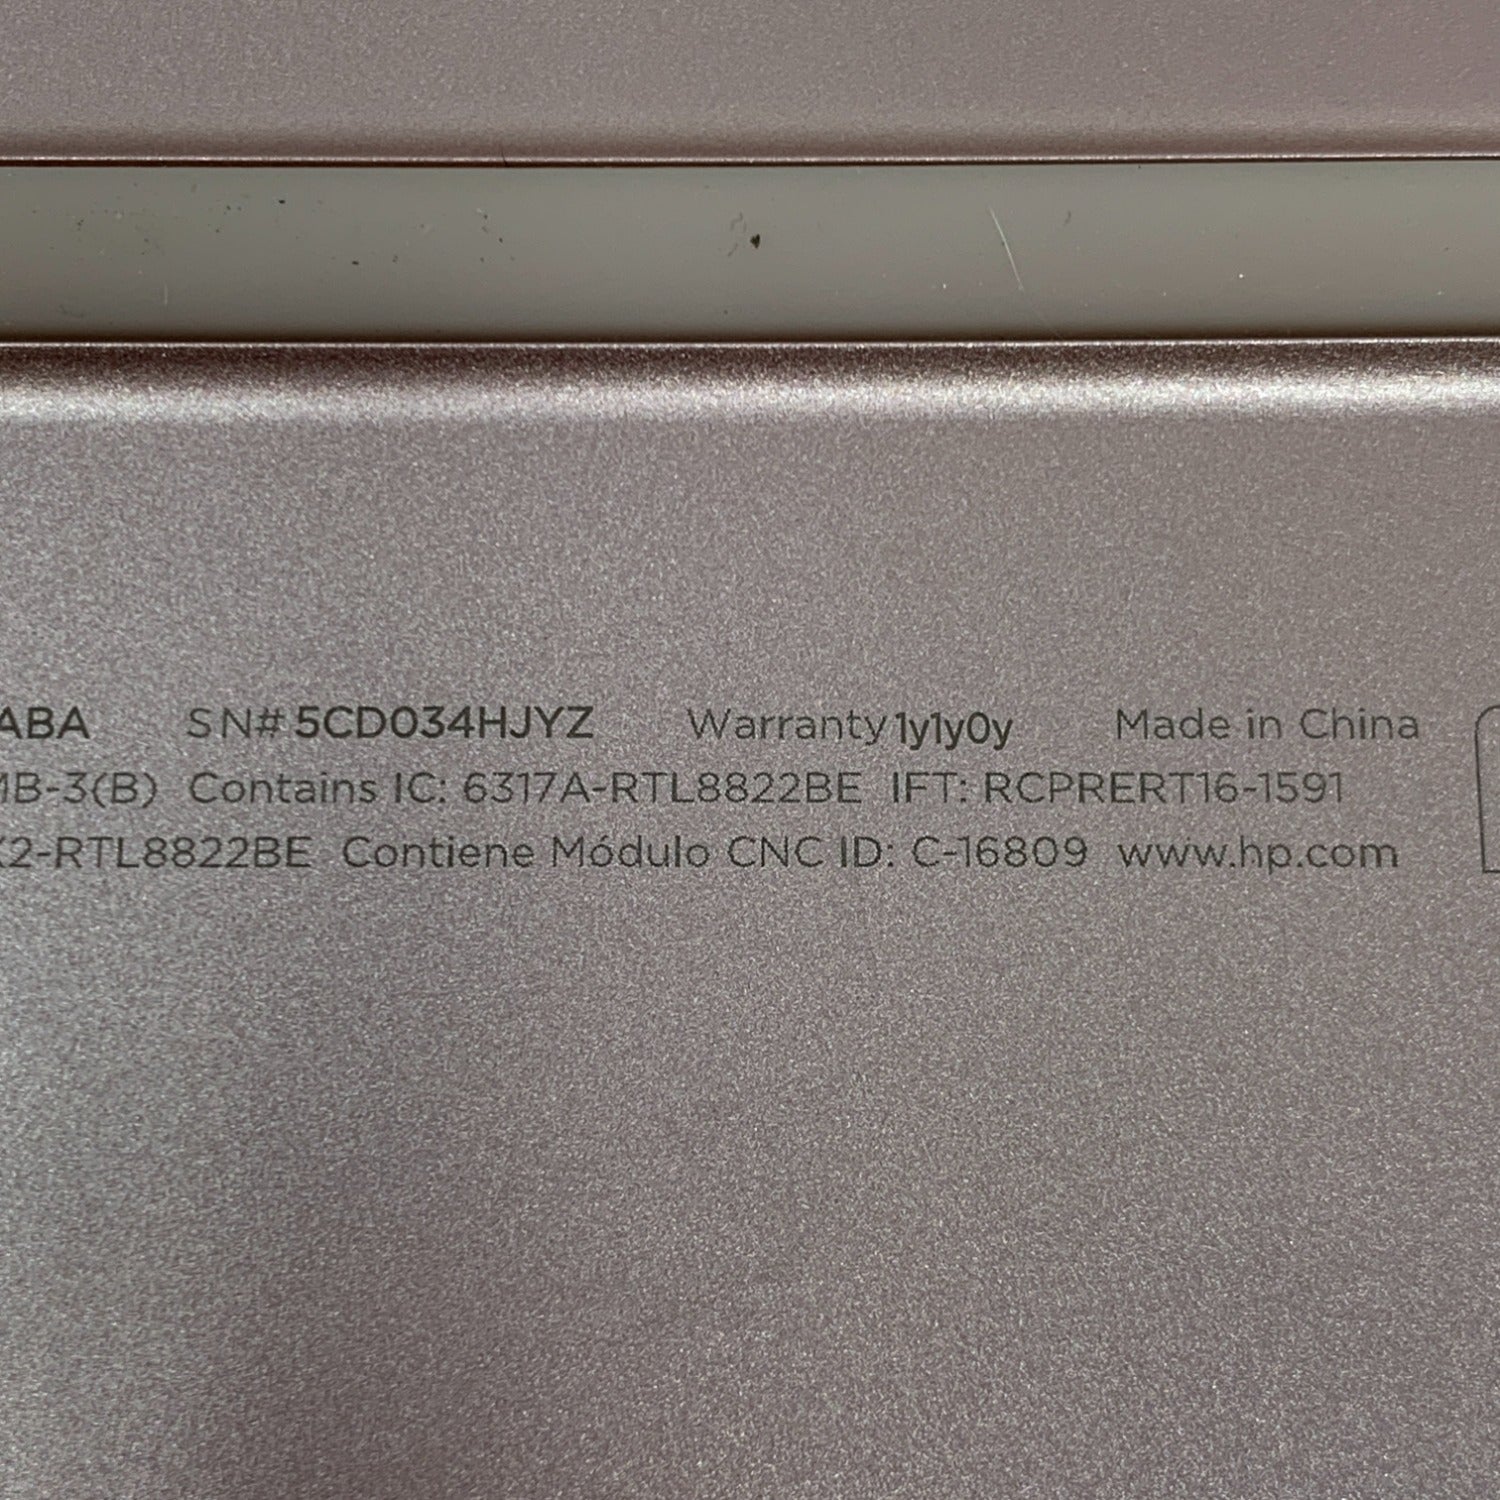 ABA SN# 5CD034HJYZ Warranty 1y1y0y Made in China
MB-3(B) Contains IC: 6317A-RTL8822BE IFT: RCPRERT16-1591
X2-RTL8822BE Contiene Módulo CNC ID: C-16809 www.hp.com